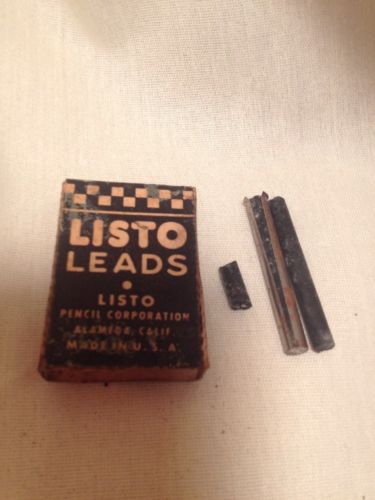 LISTO
LEADS
LISTO
PENCIL CORPORATION
ALAMEDA, CALIF
MADE IN U.S.A